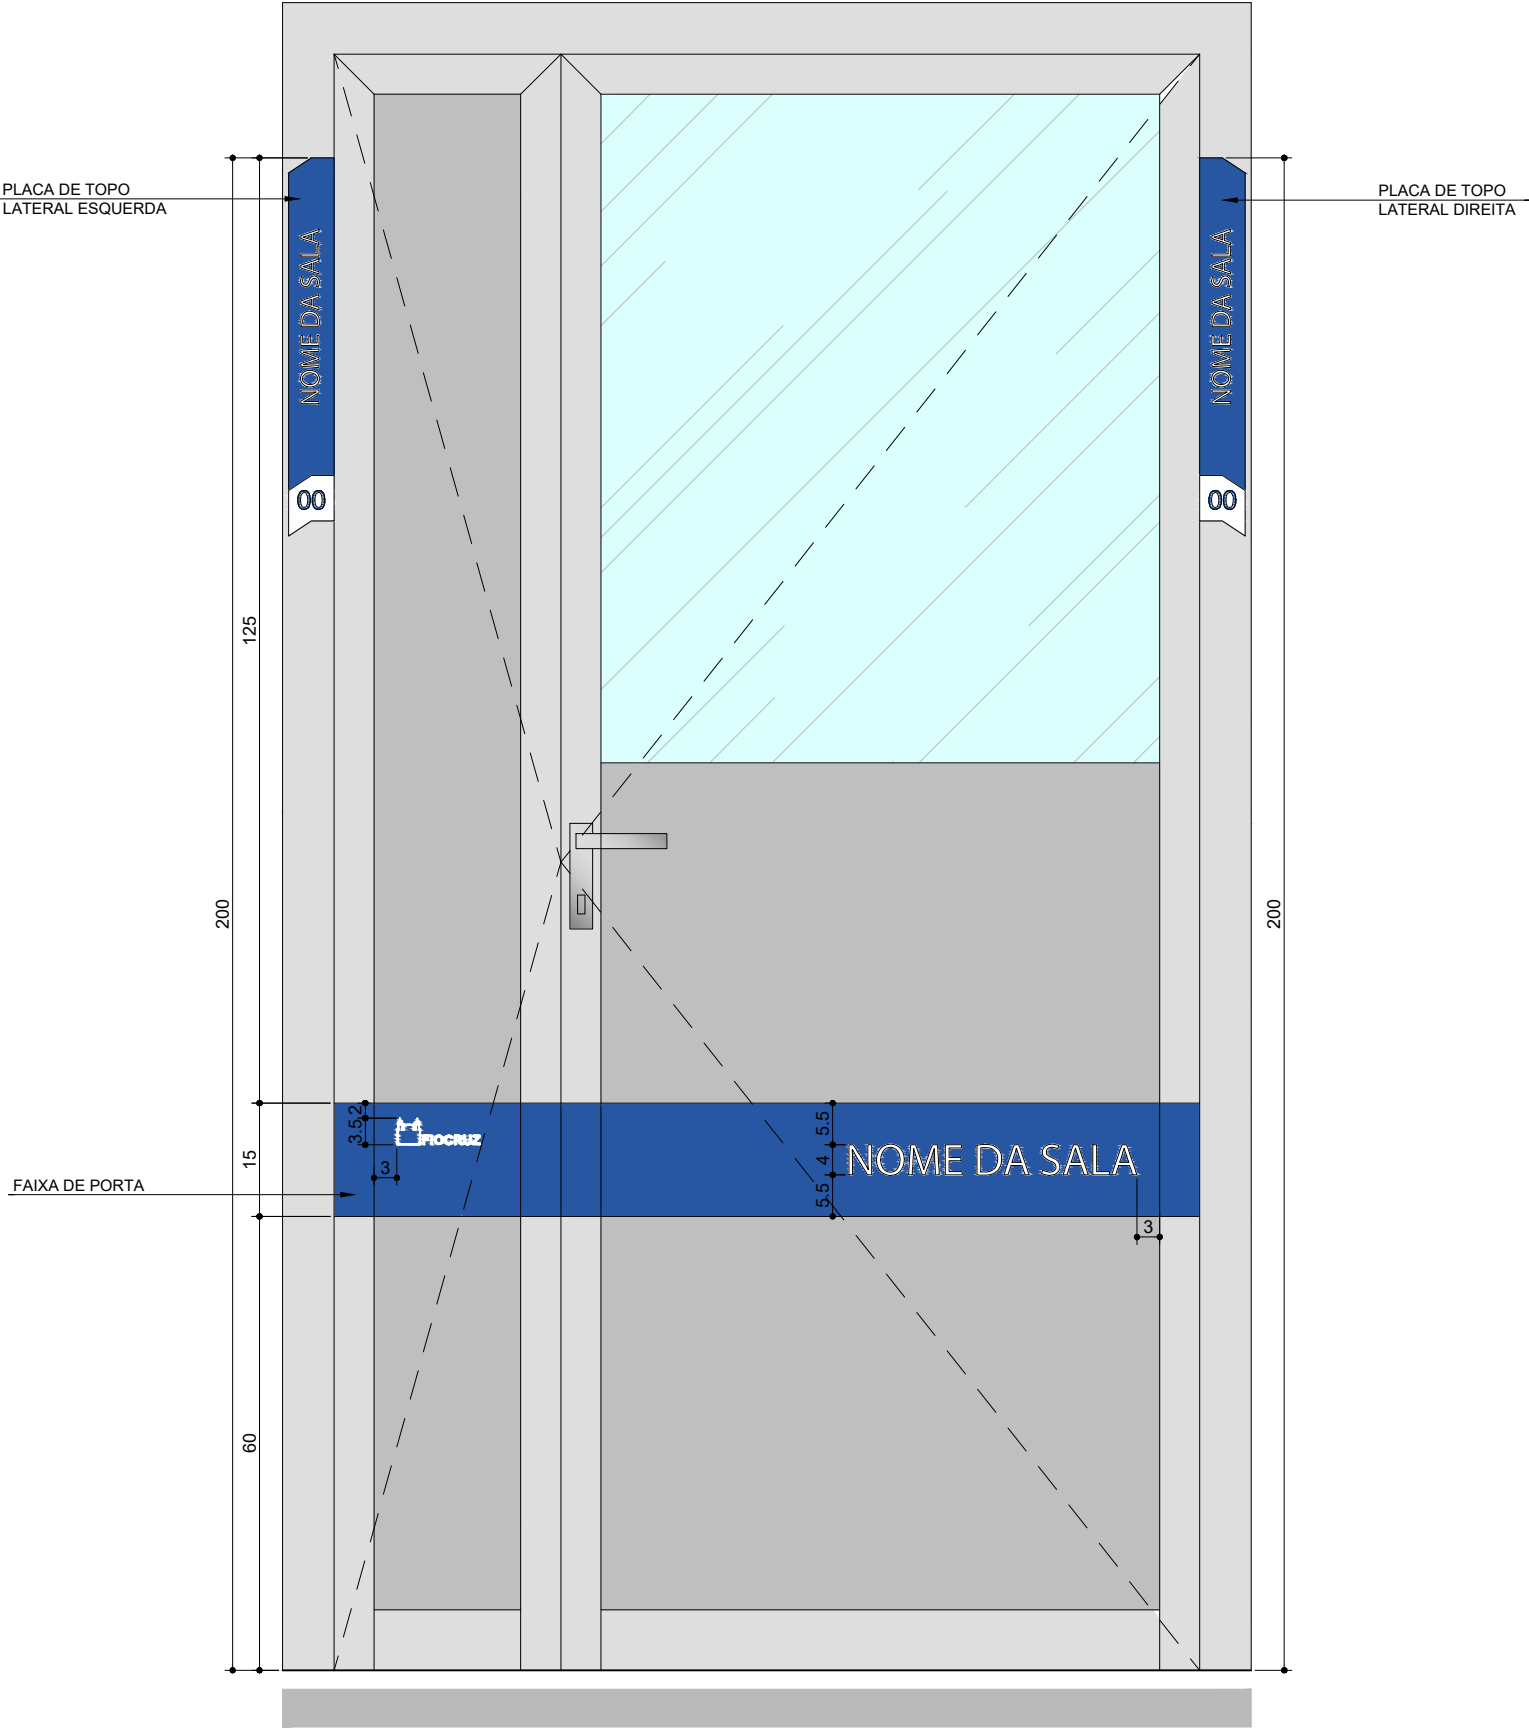 PLACA DE TOPO
LATERAL ESQUERDA
PLACA DE TOPO
LATERAL DIREITA
NOME DA SALA
00
NOME DA SALA
00
125
200
200
2
3.5
FIOCRUZ
3
5.5
4
5.5
NOME DA SALA
3
15
FAIXA DE PORTA
60